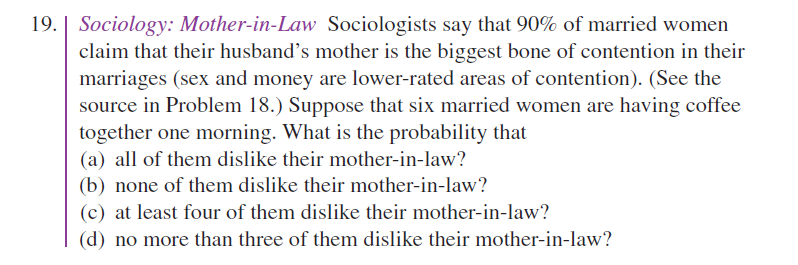 19. Sociology: Mother-in-Law Sociologists say that 90% of married women
claim that their husband’s mother is the biggest bone of contention in their
marriages (sex and money are lower-rated areas of contention). (See the
source in Problem 18.) Suppose that six married women are having coffee
together one morning. What is the probability that
(a) all of them dislike their mother-in-law?
(b) none of them dislike their mother-in-law?
(c) at least four of them dislike their mother-in-law?
(d) no more than three of them dislike their mother-in-law?